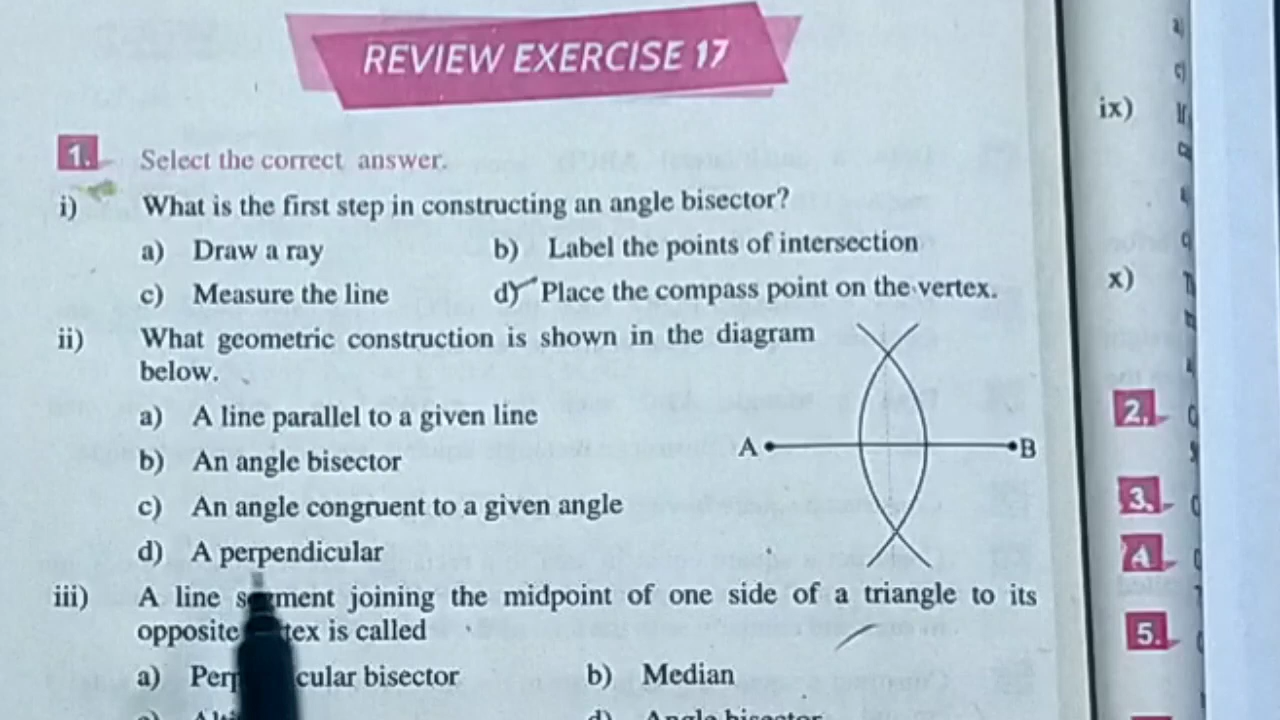 REVIEW EXERCISE 17
1. Select the correct answer.
i) What is the first step in constructing an angle bisector?
a) Draw a ray b) Label the points of intersection
c) Measure the line d) Place the compass point on the vertex.
ii) What geometric construction is shown in the diagram
below.
a) A line parallel to a given line
b) An angle bisector
c) An angle congruent to a given angle
d) A perpendicular
A B
iii) A line segment joining the midpoint of one side of a triangle to its
opposite is called
a) bisector b) Median
d) Angle bisector
ix)
x)
2.
3.
4.
5.